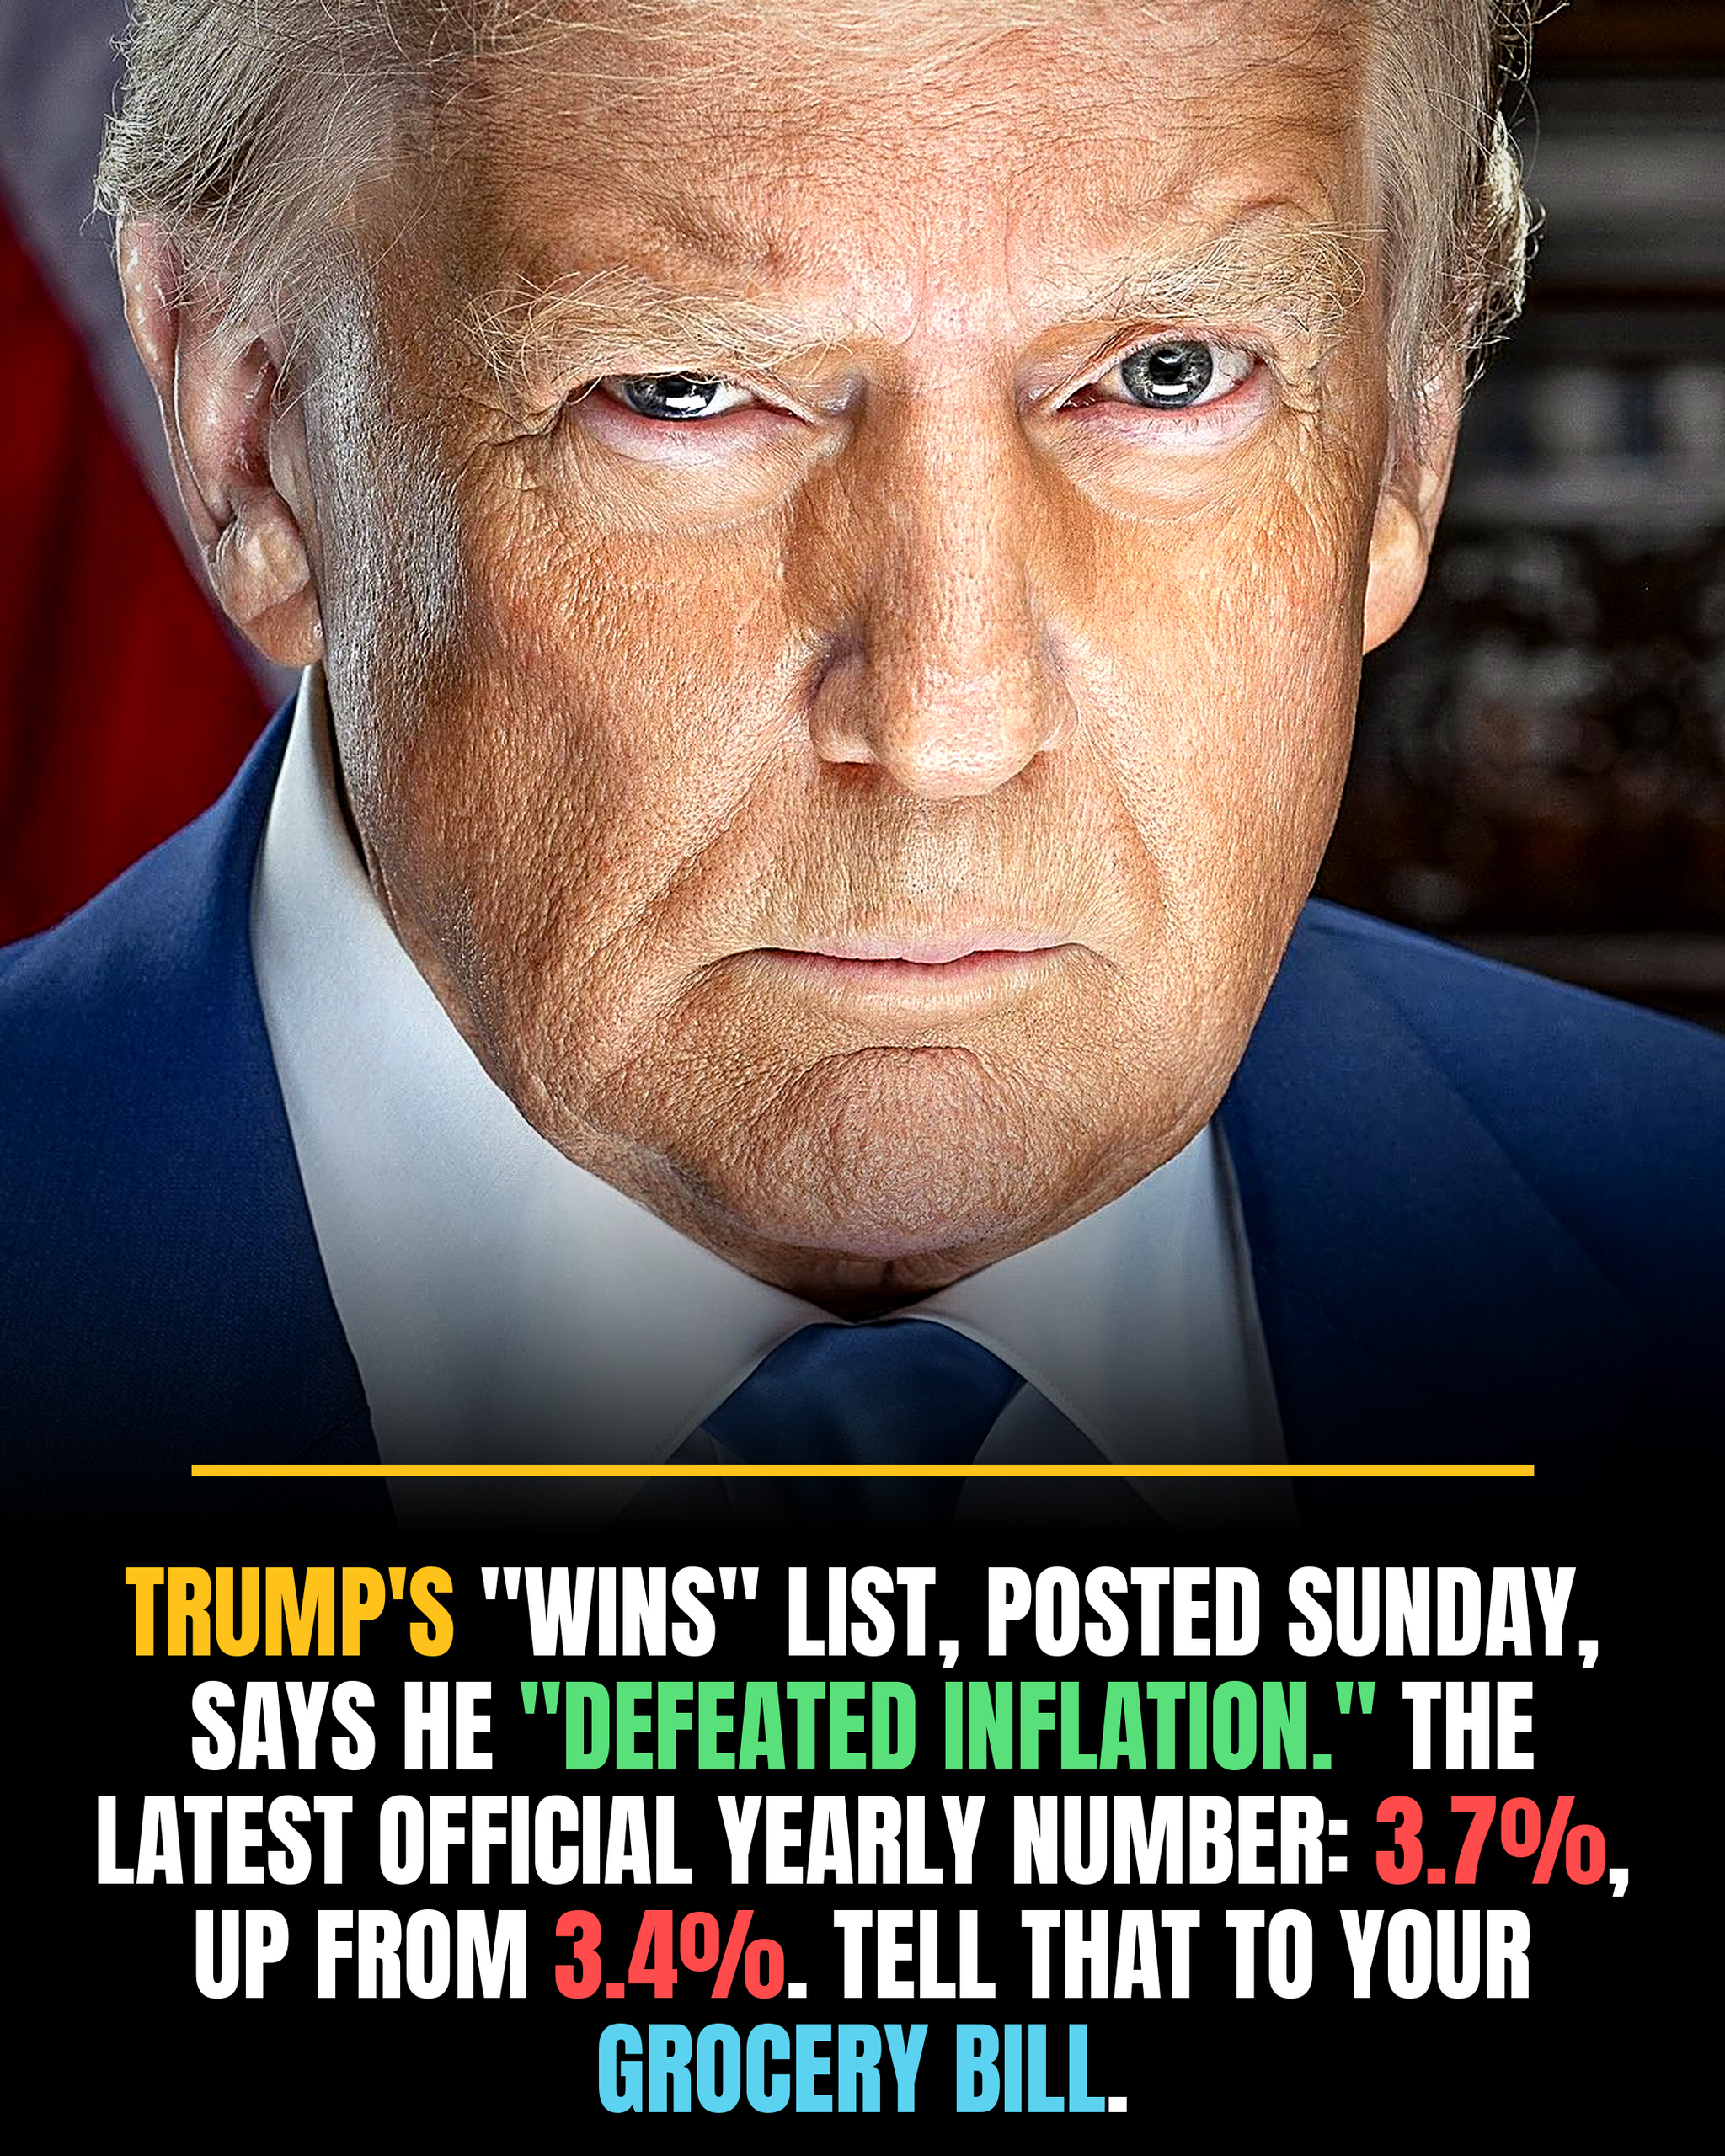 TRUMP'S "WINS" LIST, POSTED SUNDAY,
SAYS HE "DEFEATED INFLATION." THE
LATEST OFFICIAL YEARLY NUMBER: 3.7%,
UP FROM 3.4%. TELL THAT TO YOUR
GROCERY BILL.